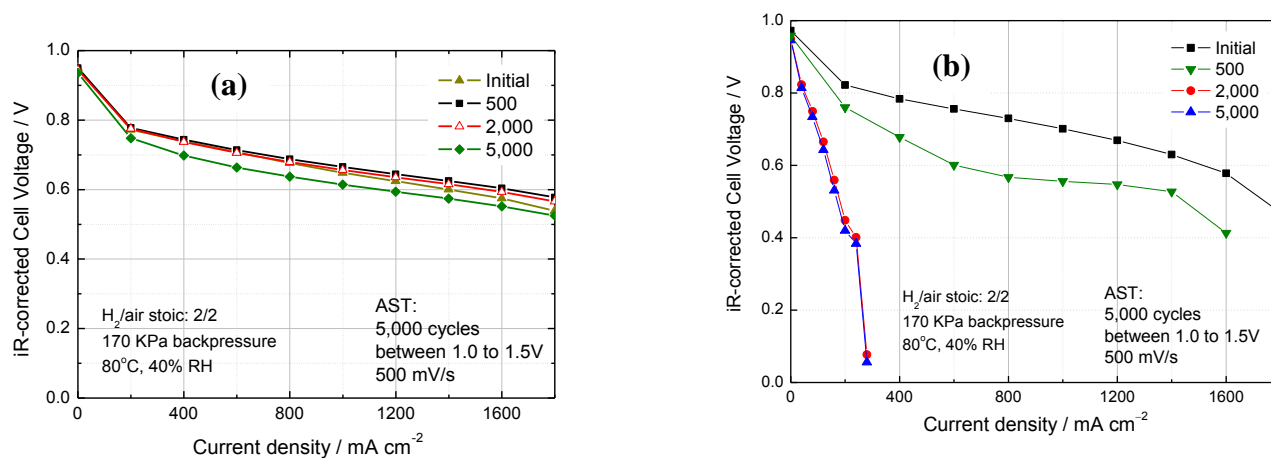 (a)
iR-corrected Cell Voltage / V
1.0
0.8
0.6
0.4
0.2
0.0
Initial
500
2,000
5,000
H₂/air stoic: 2/2
170 KPa backpressure
80°C, 40% RH
AST:
5,000 cycles
between 1.0 to 1.5V
500 mV/s
0 400 800 1200 1600
Current density / mA cm⁻²
(b)
iR-corrected Cell Voltage / V
1.0
0.8
0.6
0.4
0.2
0.0
Initial
500
2,000
5,000
H₂/air stoic: 2/2
170 KPa backpressure
80°C, 40% RH
AST:
5,000 cycles
between 1.0 to 1.5V
500 mV/s
0 400 800 1200 1600
Current density / mA cm⁻²